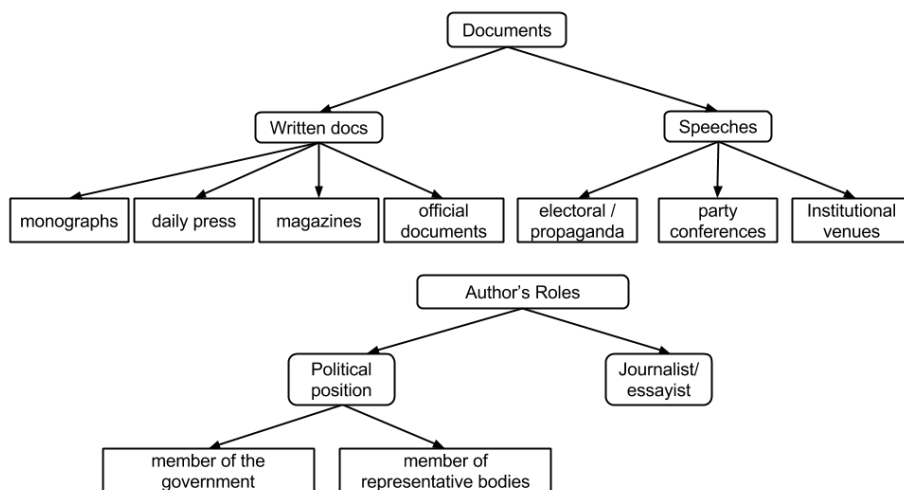 Documents
Written docs
Speeches
monographs
daily press
magazines
official
documents
electoral /
propaganda
party
conferences
Institutional
venues
Author's Roles
Political
position
Journalist/
essayist
member of the
government
member of
representative bodies